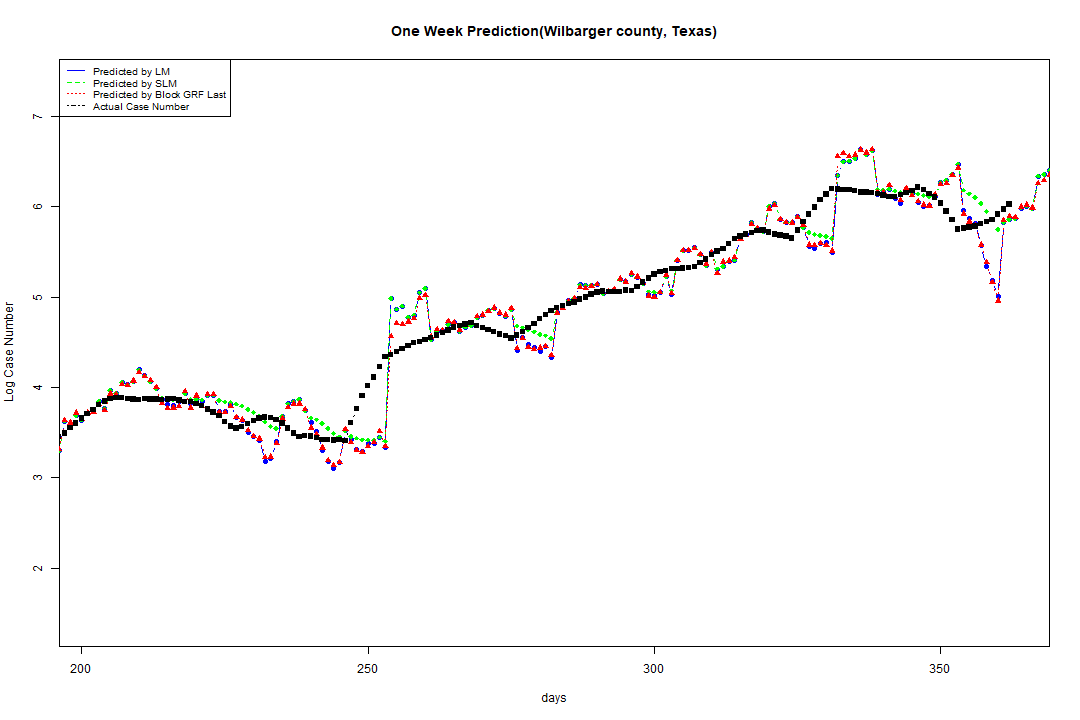 One Week Prediction(Wilbarger county, Texas)
Predicted by LM
Predicted by SLM
Predicted by Block GRF Last
Actual Case Number
7
6
5
4
3
2
Log Case Number
200 250 300 350
days